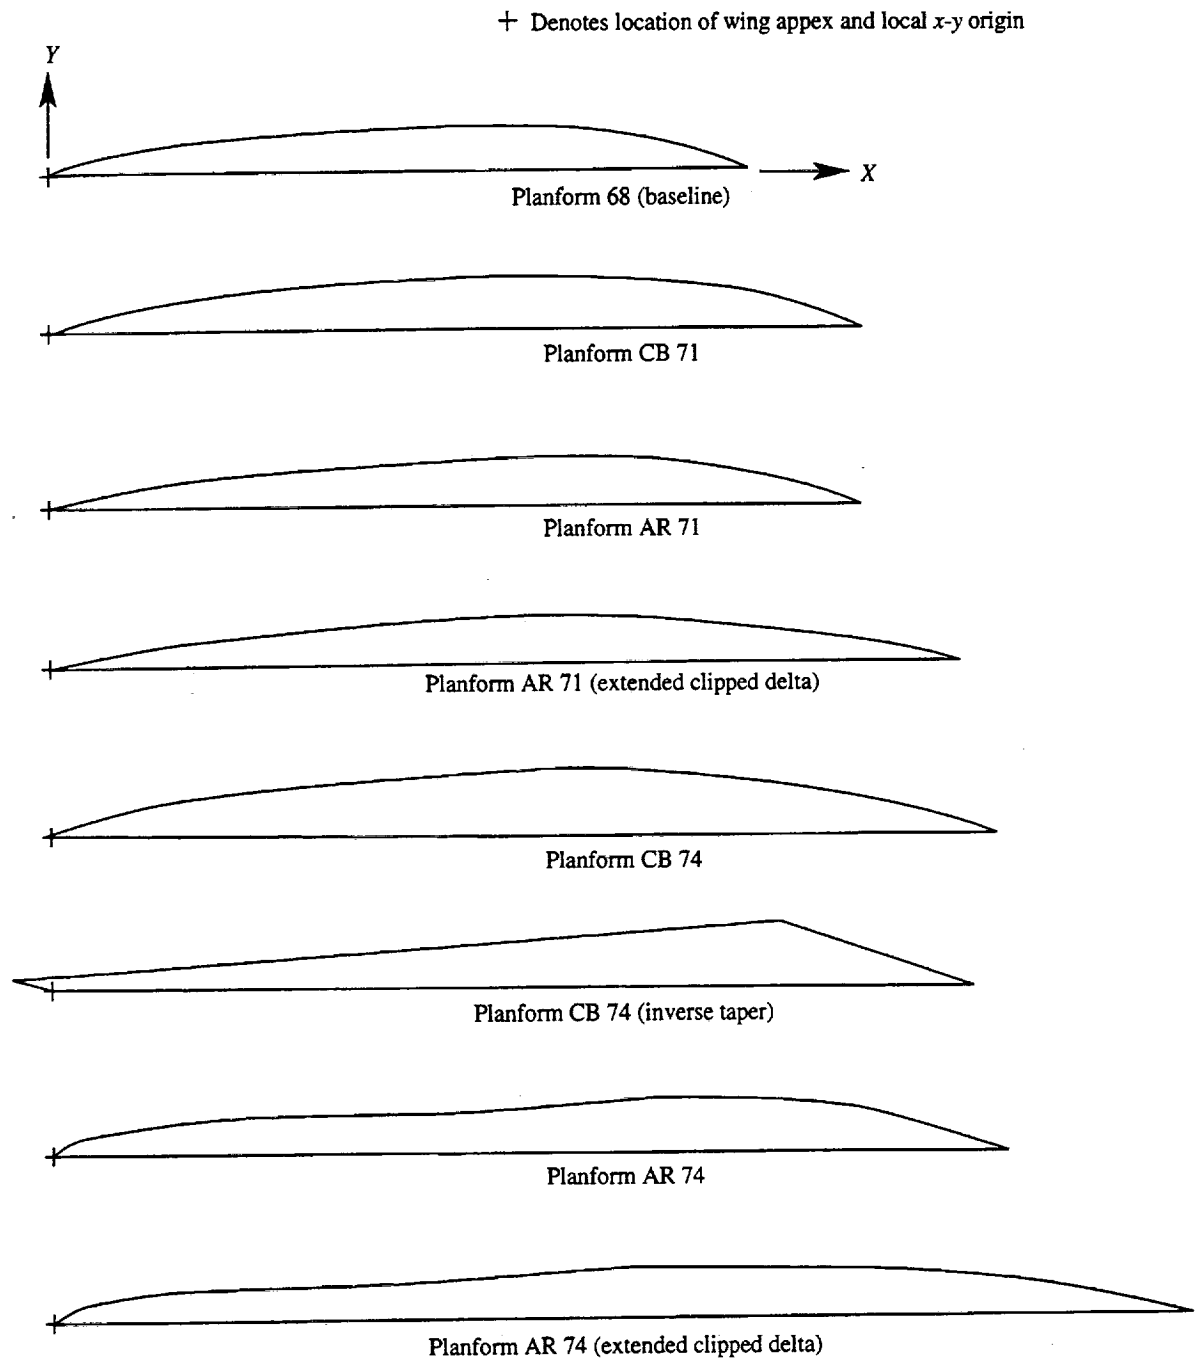 + Denotes location of wing appex and local x-y origin
Y
X
Planform 68 (baseline)
Planform CB 71
Planform AR 71
Planform AR 71 (extended clipped delta)
Planform CB 74
Planform CB 74 (inverse taper)
Planform AR 74
Planform AR 74 (extended clipped delta)